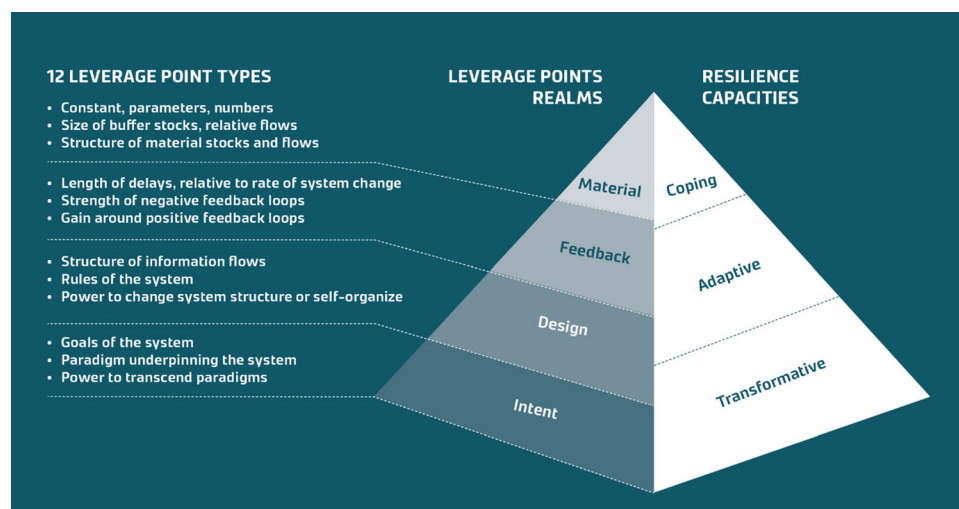 12 LEVERAGE POINT TYPES
• Constant, parameters, numbers
• Size of buffer stocks, relative flows
• Structure of material stocks and flows
• Length of delays, relative to rate of system change
• Strength of negative feedback loops
• Gain around positive feedback loops
• Structure of information flows
• Rules of the system
• Power to change system structure or self-organize
• Goals of the system
• Paradigm underpinning the system
• Power to transcend paradigms
LEVERAGE POINTS
REALMS
Material
Feedback
Design
Intent
RESILIENCE
CAPACITIES
Coping
Adaptive
Transformative